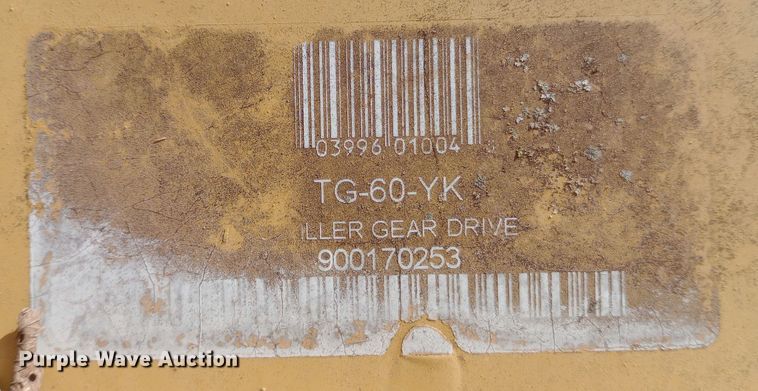 03996 01004
TG-60-YK
ILLER GEAR DRIVE
900170253
Purple Wave Auction